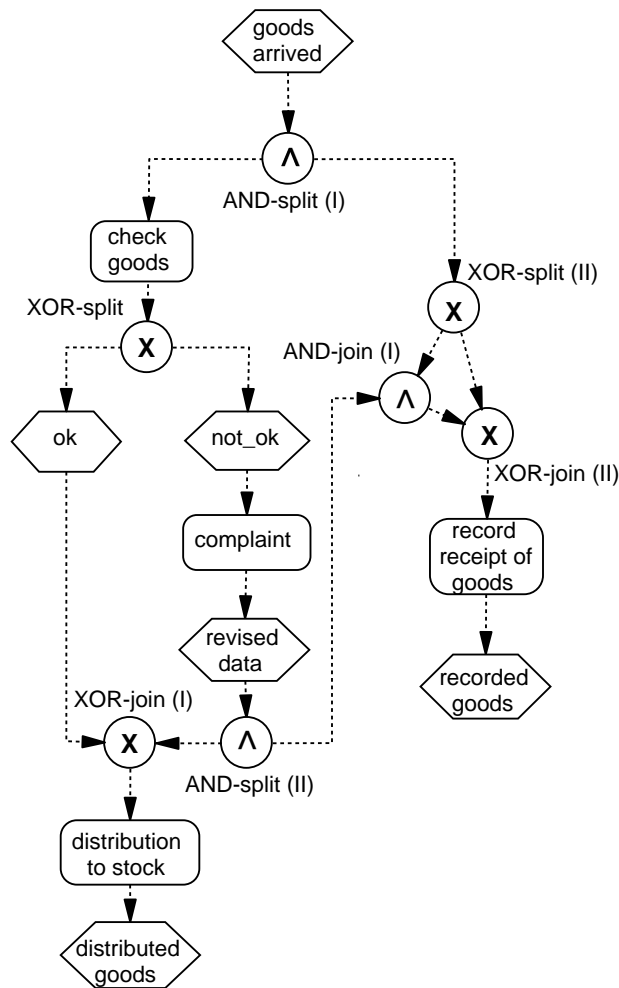 goods
arrived
Λ
AND-split (I)
check
goods
XOR-split (II)
XOR-split
X
X
AND-join (I)
Λ
ok
not_ok
X
XOR-join (II)
complaint
record
receipt of
goods
revised
data
recorded
goods
XOR-join (I)
X
Λ
AND-split (II)
distribution
to stock
distributed
goods